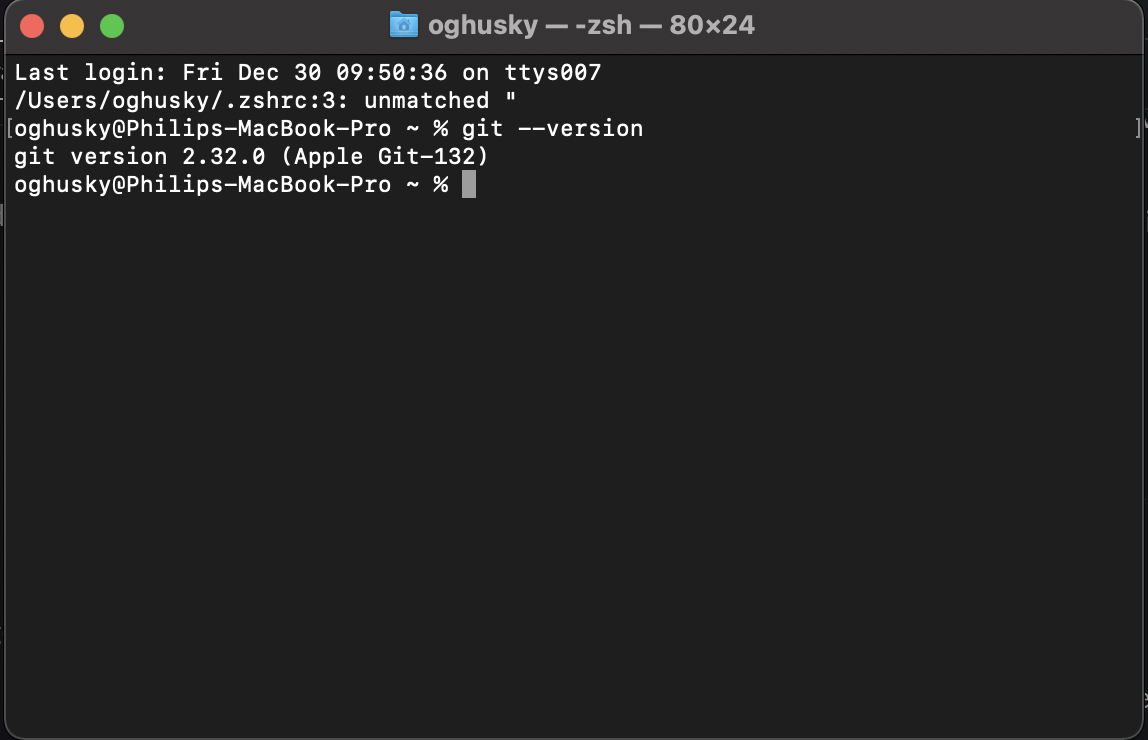 oghusky — -zsh — 80×24
Last login: Fri Dec 30 09:50:36 on ttys007
/Users/oghusky/.zshrc:3: unmatched "
[oghusky@Philips-MacBook-Pro ~ % git --version ]
git version 2.32.0 (Apple Git-132)
oghusky@Philips-MacBook-Pro ~ %